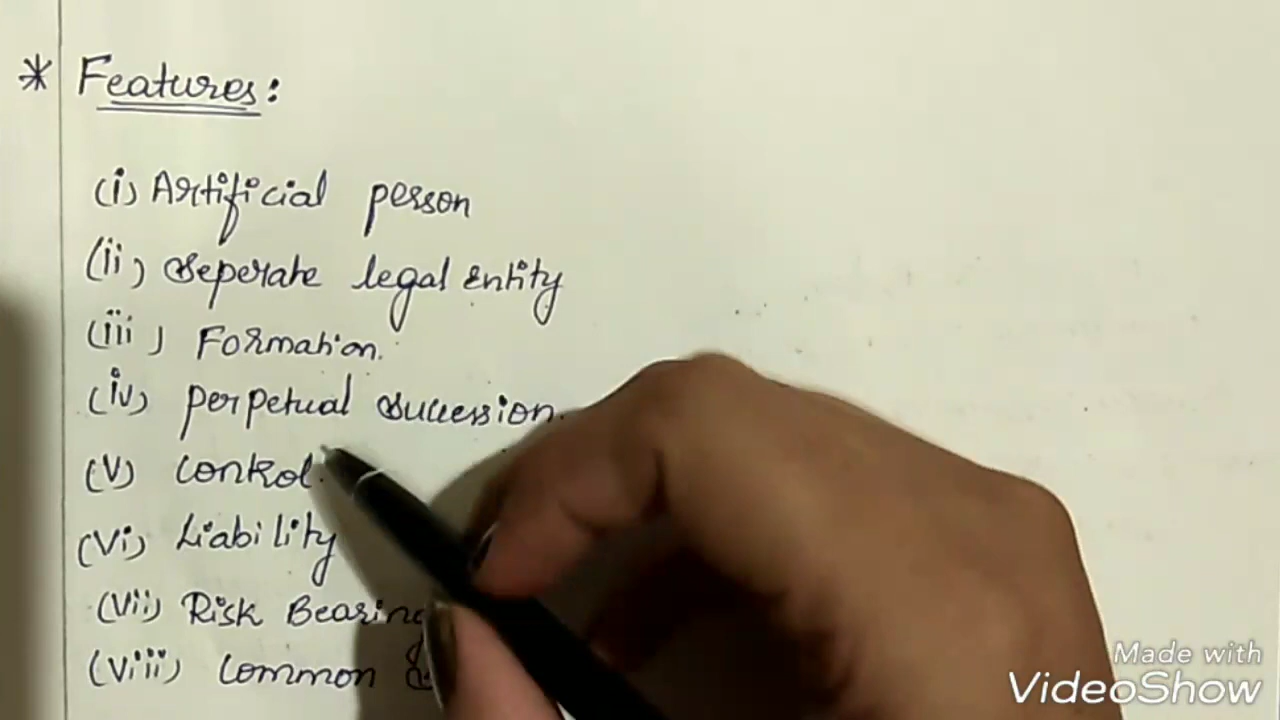 * Features:
(i) Artificial person
(ii) Seperate legal entity
(iii) Formation.
(iv) perpetual succession.
(v) control.
(vi) Liability
(vii) Risk Bearing
(viii) Common
Made with
VideoShow